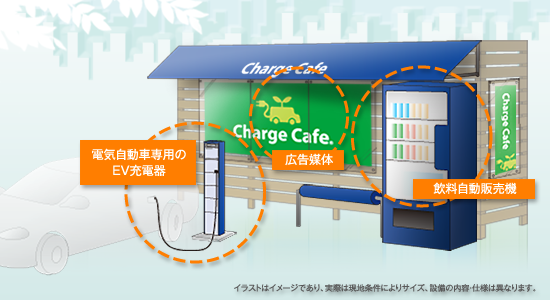 Charge Cafe
Charge Cafe.
Charge Cafe.
電気自動車専用の
EV充電器
広告媒体
飲料自動販売機
イラストはイメージであり、実際は現地条件によりサイズ、設備の内容・仕様は異なります。